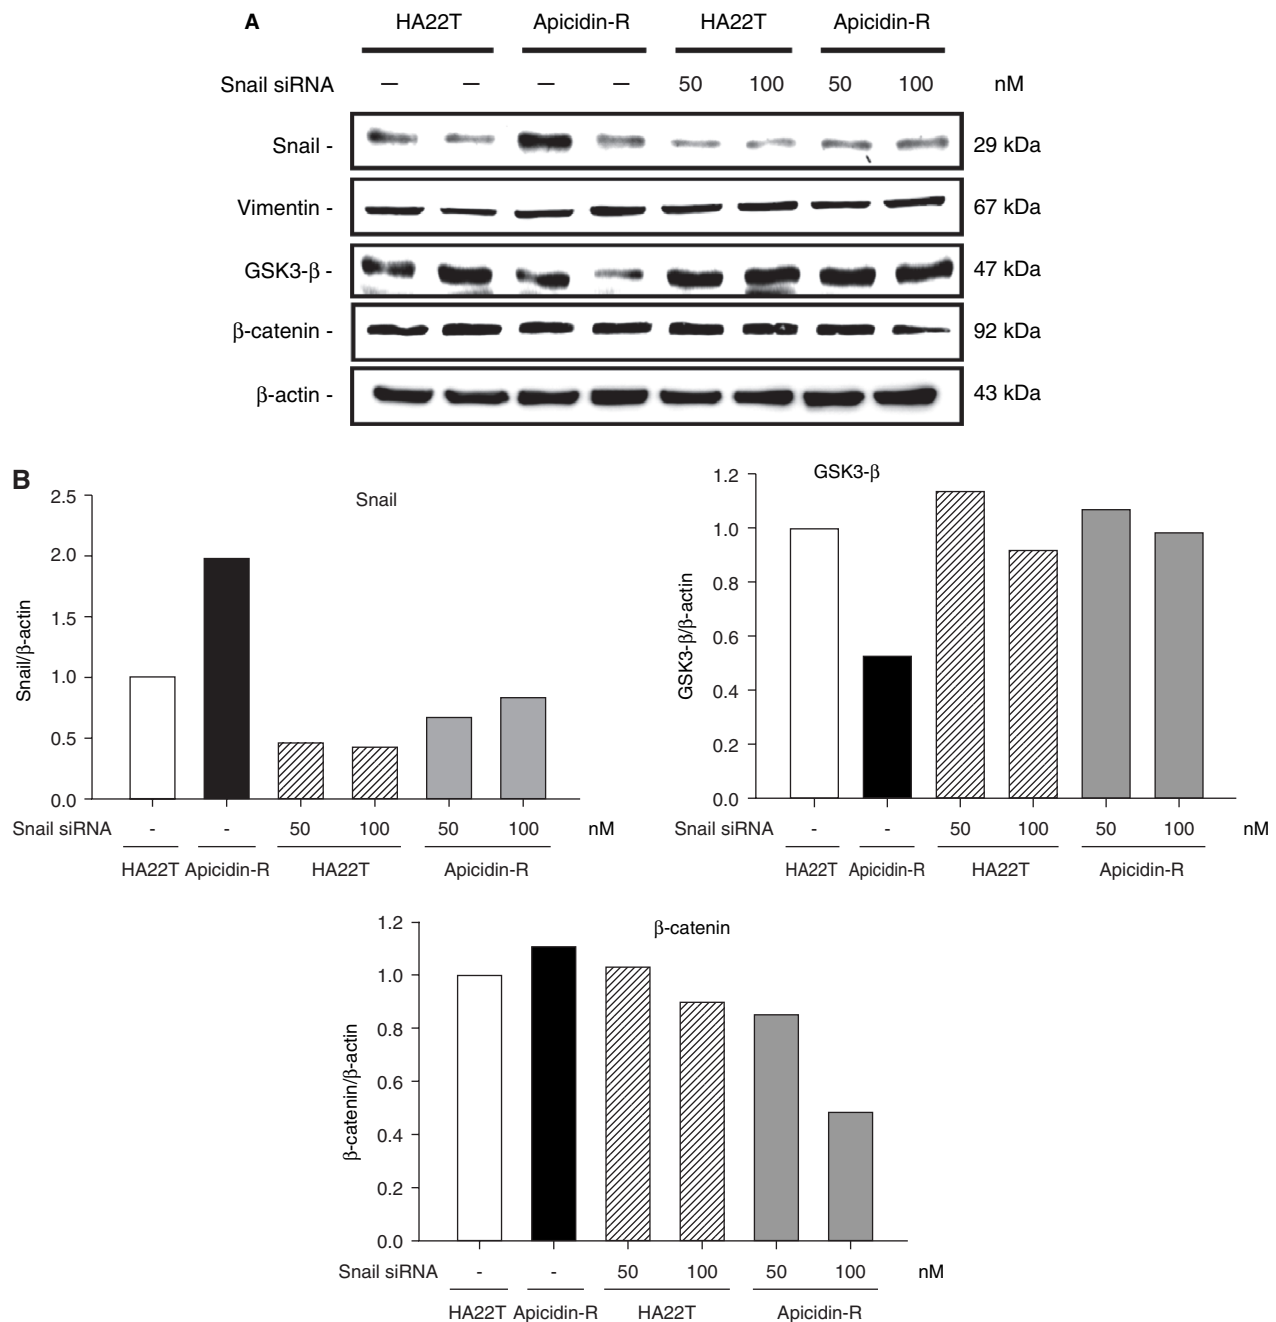 A HA22T Apicidin-R HA22T Apicidin-R
Snail siRNA — — — — 50 100 50 100 nM
Snail - 29 kDa
Vimentin - 67 kDa
GSK3-β - 47 kDa
β-catenin - 92 kDa
β-actin - 43 kDa
B
Snail
Snail/β-actin
2.5
2.0
1.5
1.0
0.5
0.0
Snail siRNA - - 50 100 50 100 nM
HA22T Apicidin-R HA22T Apicidin-R
GSK3-β
GSK3-β/β-actin
1.2
1.0
0.8
0.6
0.4
0.2
0.0
Snail siRNA - - 50 100 50 100 nM
HA22T Apicidin-R HA22T Apicidin-R
β-catenin
β-catenin/β-actin
1.2
1.0
0.8
0.6
0.4
0.2
0.0
Snail siRNA - - 50 100 50 100 nM
HA22T Apicidin-R HA22T Apicidin-R